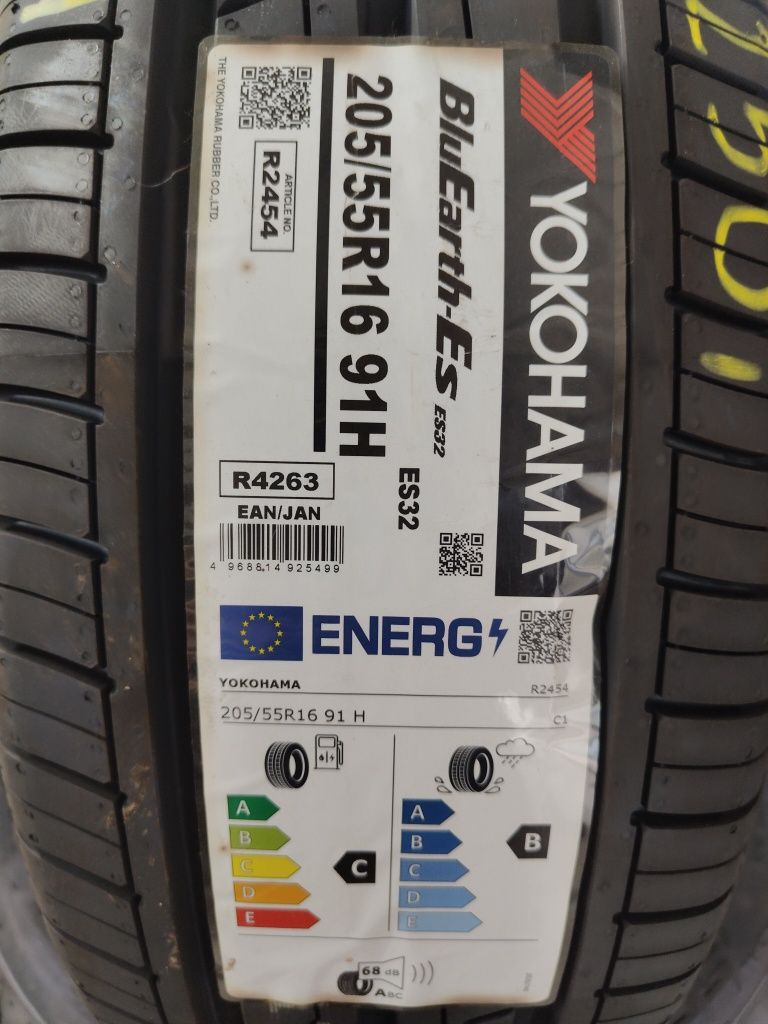 YOKOHAMA
BluEarth-Es ES32
205/55R16 91H
ES32
ARTICLE NO.
R2454
THE YOKOHAMA RUBBER CO.,LTD.
R4263
EAN/JAN
4 968814 925499
ENERG
YOKOHAMA
R2454
205/55R16 91 H
C1
A
B
C
D
E
C
A
B
C
D
E
B
68 dB
ABC